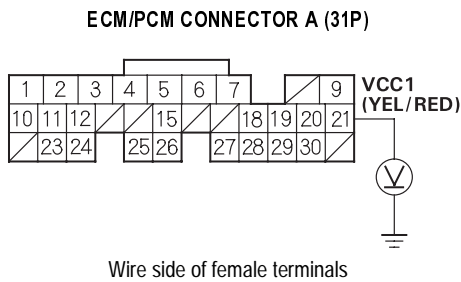 ECM/PCM CONNECTOR A (31P)
1 2 3 4 5 6 7 9
VCC1
(YEL/RED)
10 11 12 15 18 19 20 21
23 24 25 26 27 28 29 30
V
Wire side of female terminals